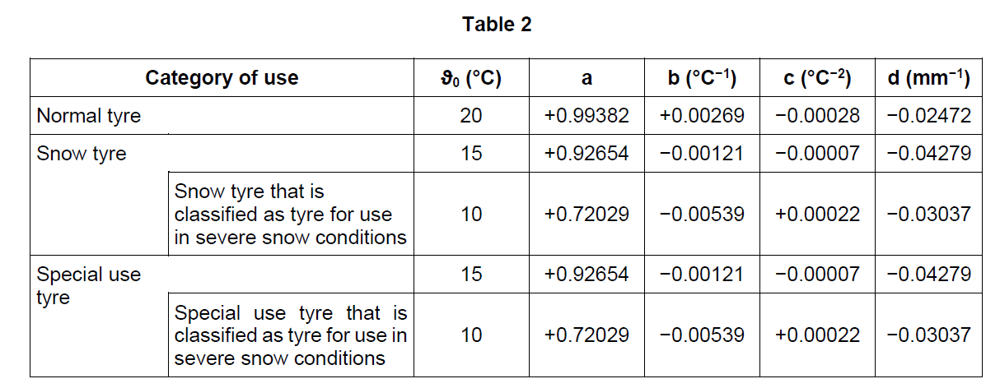 Table 2
Category of use ϑ₀ (°C) a b (°C⁻¹) c (°C⁻²) d (mm⁻¹)
Normal tyre 20 +0.99382 +0.00269 −0.00028 −0.02472
Snow tyre 15 +0.92654 −0.00121 −0.00007 −0.04279
Snow tyre that is
classified as tyre for use
in severe snow conditions
10 +0.72029 −0.00539 +0.00022 −0.03037
Special use
tyre
15 +0.92654 −0.00121 −0.00007 −0.04279
Special use tyre that is
classified as tyre for use in
severe snow conditions
10 +0.72029 −0.00539 +0.00022 −0.03037